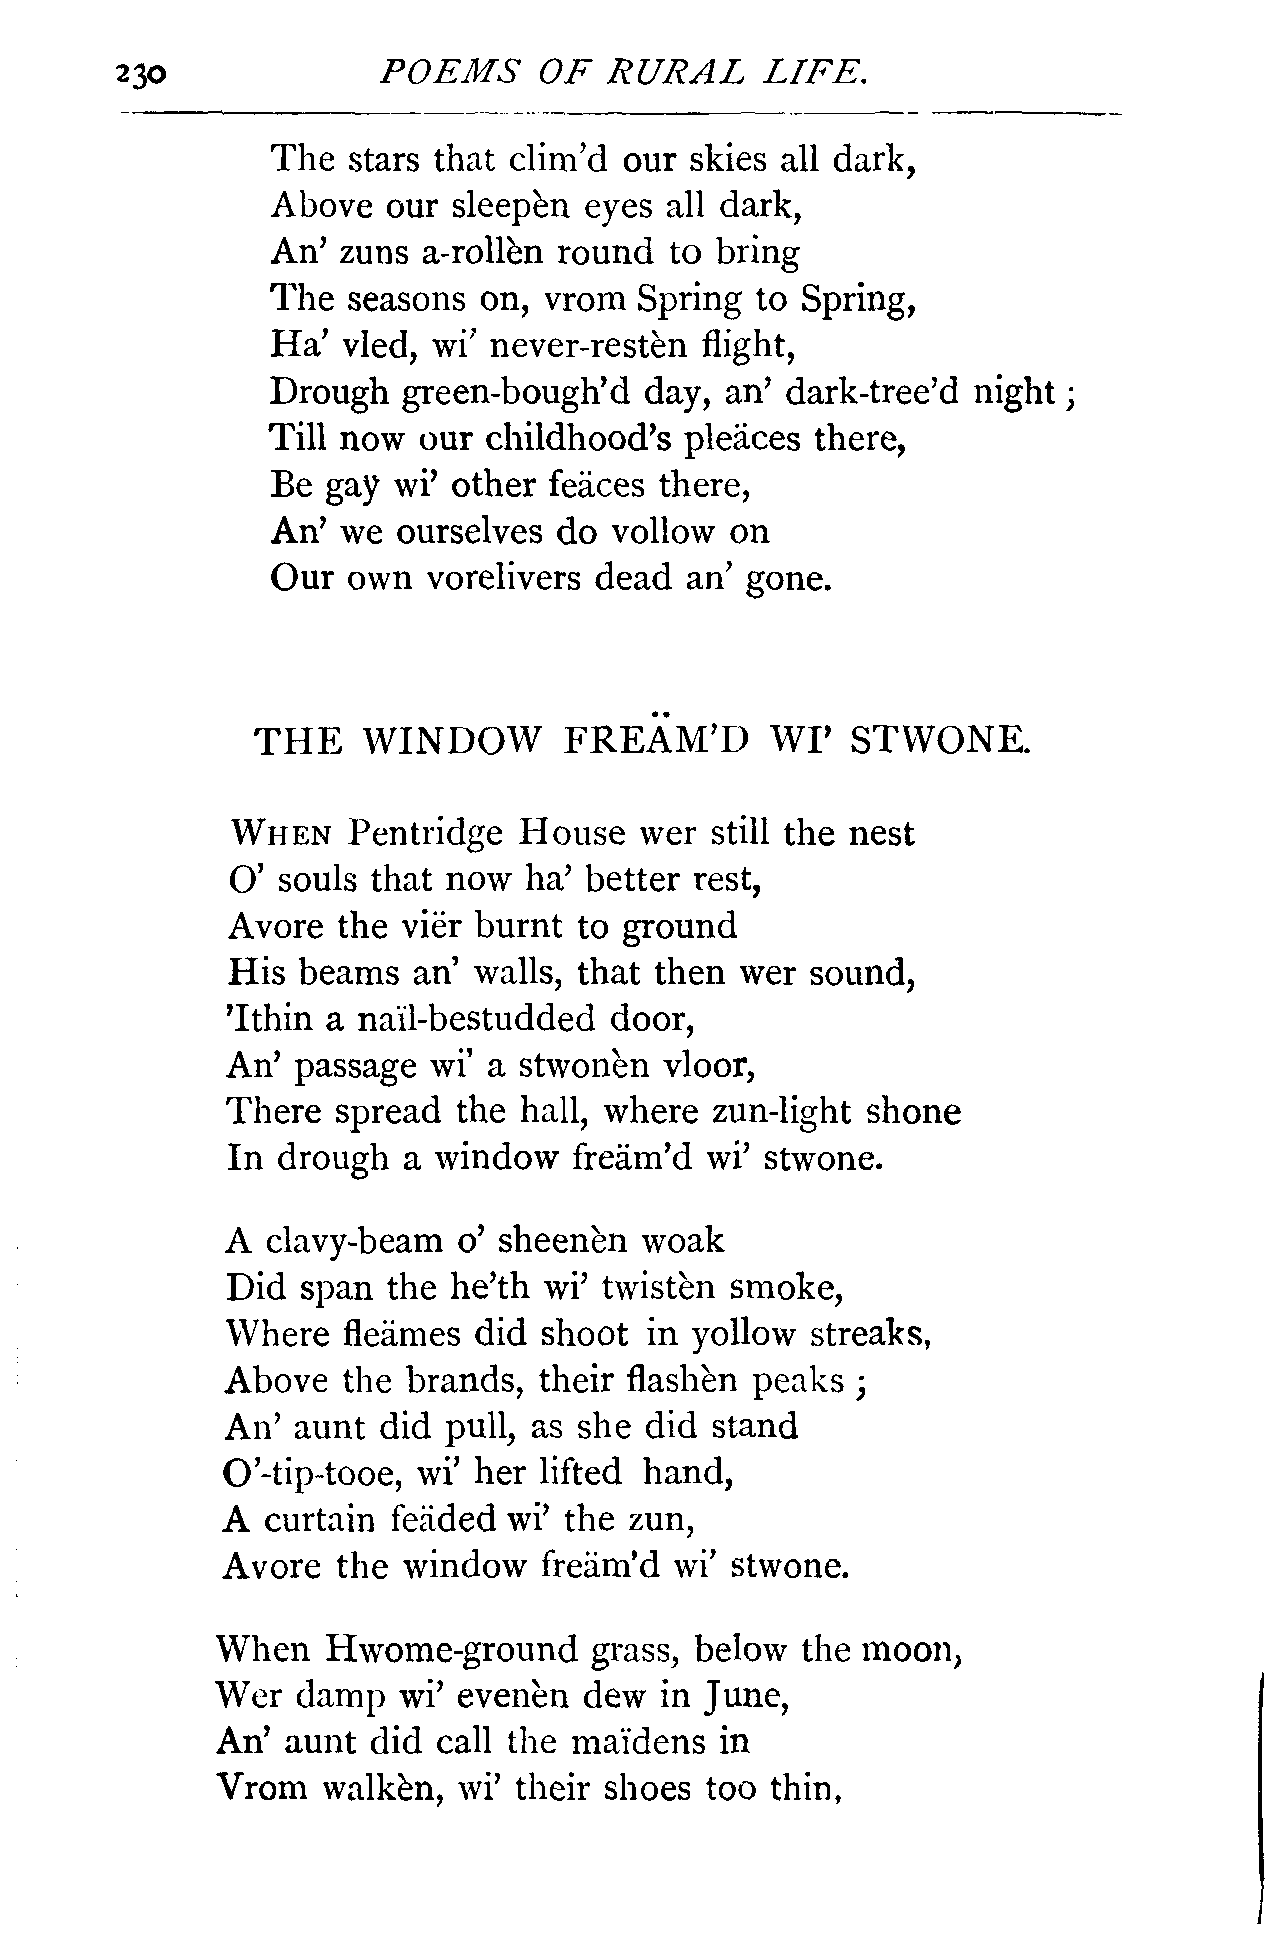 230 POEMS OF RURAL LIFE.
The stars that clim'd our skies all dark,
Above our sleepèn eyes all dark,
An' zuns a-rollèn round to bring
The seasons on, vrom Spring to Spring,
Ha' vled, wi' never-restèn flight,
Drough green-bough'd day, an' dark-tree'd night ;
Till now our childhood's pleäces there,
Be gaÿ wi' other feäces there,
An' we ourselves do vollow on
Our own vorelivers dead an' gone.
THE WINDOW FREÄM'D WI' STWONE.
WHEN Pentridge House wer still the nest
O' souls that now ha' better rest,
Avore the viër burnt to ground
His beams an' walls, that then wer sound,
'Ithin a naïl-bestudded door,
An' passage wi' a stwonèn vloor,
There spread the hall, where zun-light shone
In drough a window freäm'd wi' stwone.
A clavy-beam o' sheenèn woak
Did span the he'th wi' twistèn smoke,
Where fleämes did shoot in yollow streaks,
Above the brands, their flashèn peaks ;
An' aunt did pull, as she did stand
O'-tip-tooe, wi' her lifted hand,
A curtain feäded wi' the zun,
Avore the window freäm'd wi' stwone.
When Hwome-ground grass, below the moon,
Wer damp wi' evenèn dew in June,
An' aunt did call the maïdens in
Vrom walkèn, wi' their shoes too thin,